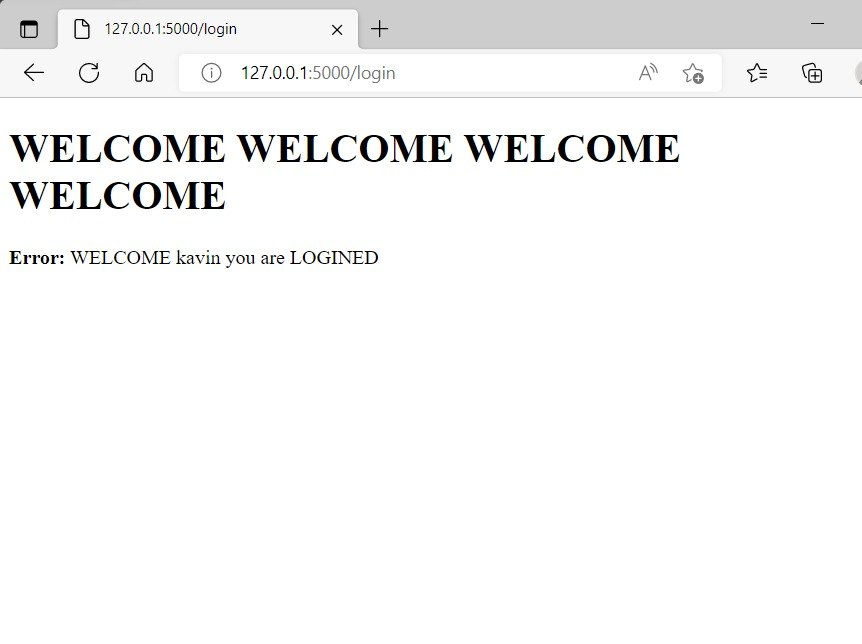 127.0.0.1:5000/login
127.0.0.1:5000/login
WELCOME WELCOME WELCOME
WELCOME
Error: WELCOME kavin you are LOGINED